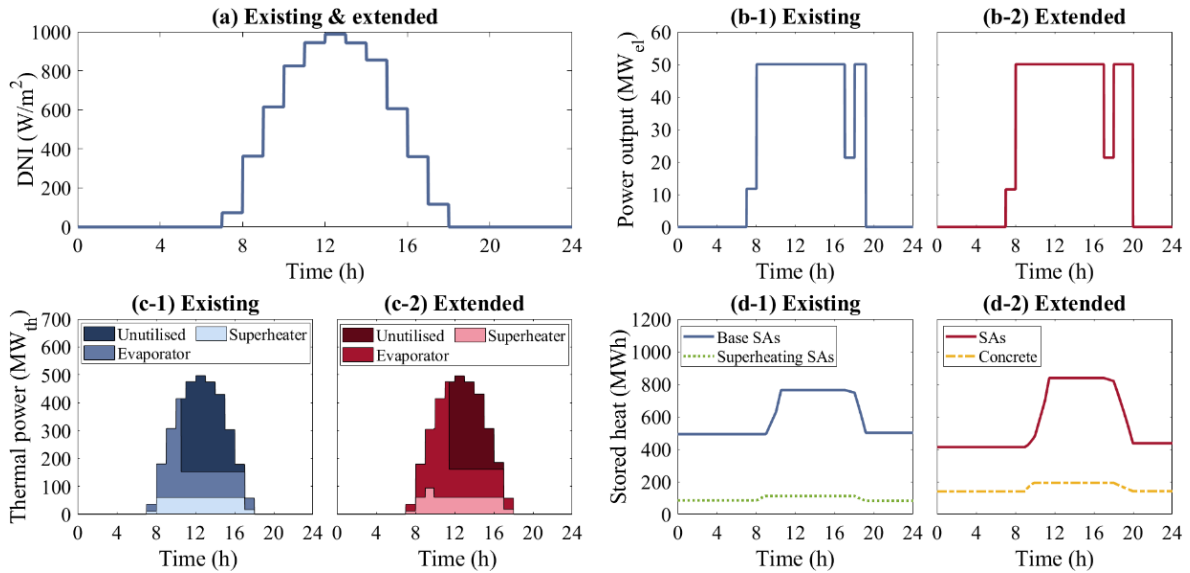 (a) Existing & extended
1000
800
600
400
200
0
DNI (W/m²)
0 4 8 12 16 20 24
Time (h)
(b-1) Existing
60
50
40
30
20
10
0
Power output (MWel)
0 4 8 12 16 20 24
Time (h)
(b-2) Extended
0 4 8 12 16 20 24
Time (h)
(c-1) Existing
700
600
500
400
300
200
100
0
Thermal power (MWth)
Unutilised Superheater
Evaporator
0 4 8 12 16 20 24
Time (h)
(c-2) Extended
Unutilised Superheater
Evaporator
0 4 8 12 16 20 24
Time (h)
(d-1) Existing
1200
1000
800
600
400
200
0
Stored heat (MWh)
Base SAs
Superheating SAs
0 4 8 12 16 20 24
Time (h)
(d-2) Extended
SAs
Concrete
0 4 8 12 16 20 24
Time (h)